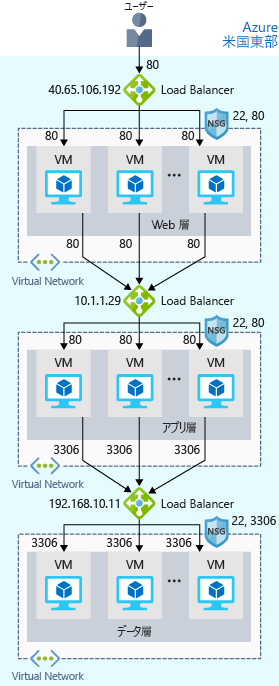 ユーザー
Azure
米国東部
80
40.65.106.192 Load Balancer
NSG 22, 80
80 80 80
VM VM ... VM
Web 層
80 80 80
Virtual Network
10.1.1.29 Load Balancer
NSG 22, 80
80 80 80
VM VM ... VM
アプリ層
3306 3306 3306
Virtual Network
192.168.10.11 Load Balancer
NSG 22, 3306
3306 3306 3306
VM VM ... VM
データ層
Virtual Network